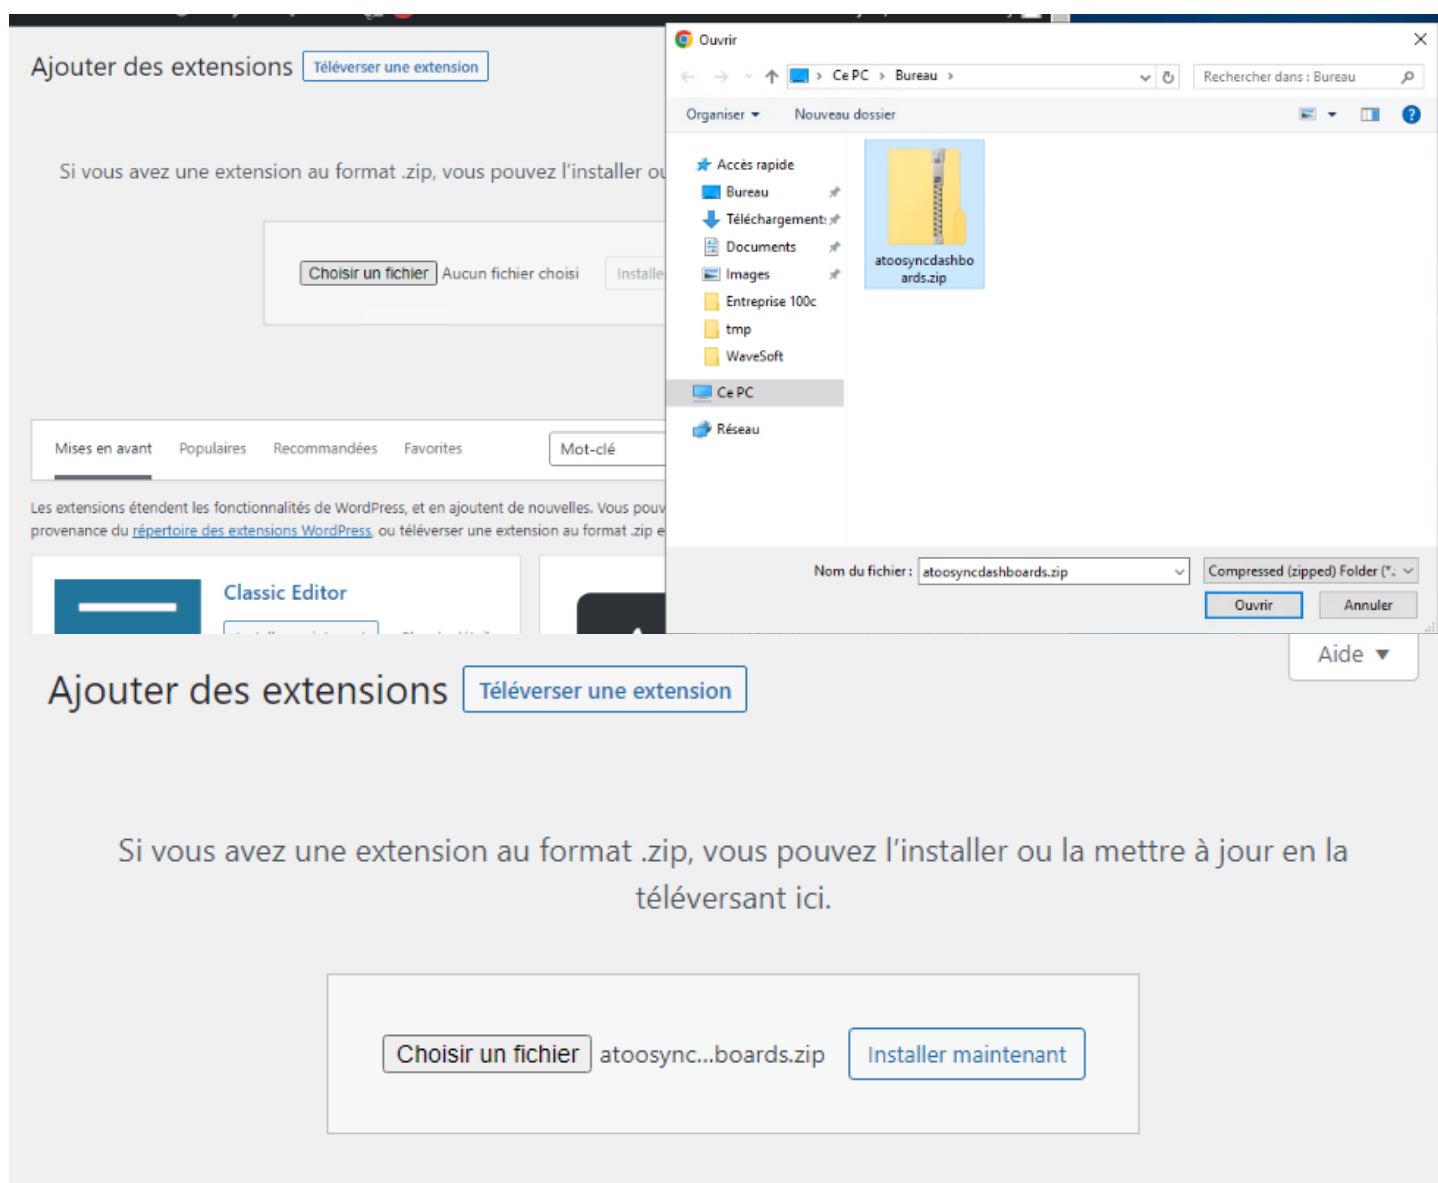 Ajouter des extensions Téléverser une extension
Si vous avez une extension au format .zip, vous pouvez l'installer ou
Choisir un fichier Aucun fichier choisi Installe
Mises en avant Populaires Recommandées Favorites Mot-clé
Les extensions étendent les fonctionnalités de WordPress, et en ajoutent de nouvelles. Vous pouv
provenance du répertoire des extensions WordPress, ou téléverser une extension au format .zip e
Classic Editor
Ouvrir
Ce PC > Bureau > Rechercher dans : Bureau
Organiser Nouveau dossier
Accès rapide
Bureau
Téléchargement
Documents
Images
Entreprise 100c
tmp
WaveSoft
Ce PC
Réseau
atoosyncdashbo
ards.zip
Nom du fichier : atoosyncdashboards.zip Compressed (zipped) Folder (*.
Ouvrir Annuler
Aide ▼
Ajouter des extensions Téléverser une extension
Si vous avez une extension au format .zip, vous pouvez l'installer ou la mettre à jour en la
téléversant ici.
Choisir un fichier atoosync...boards.zip Installer maintenant